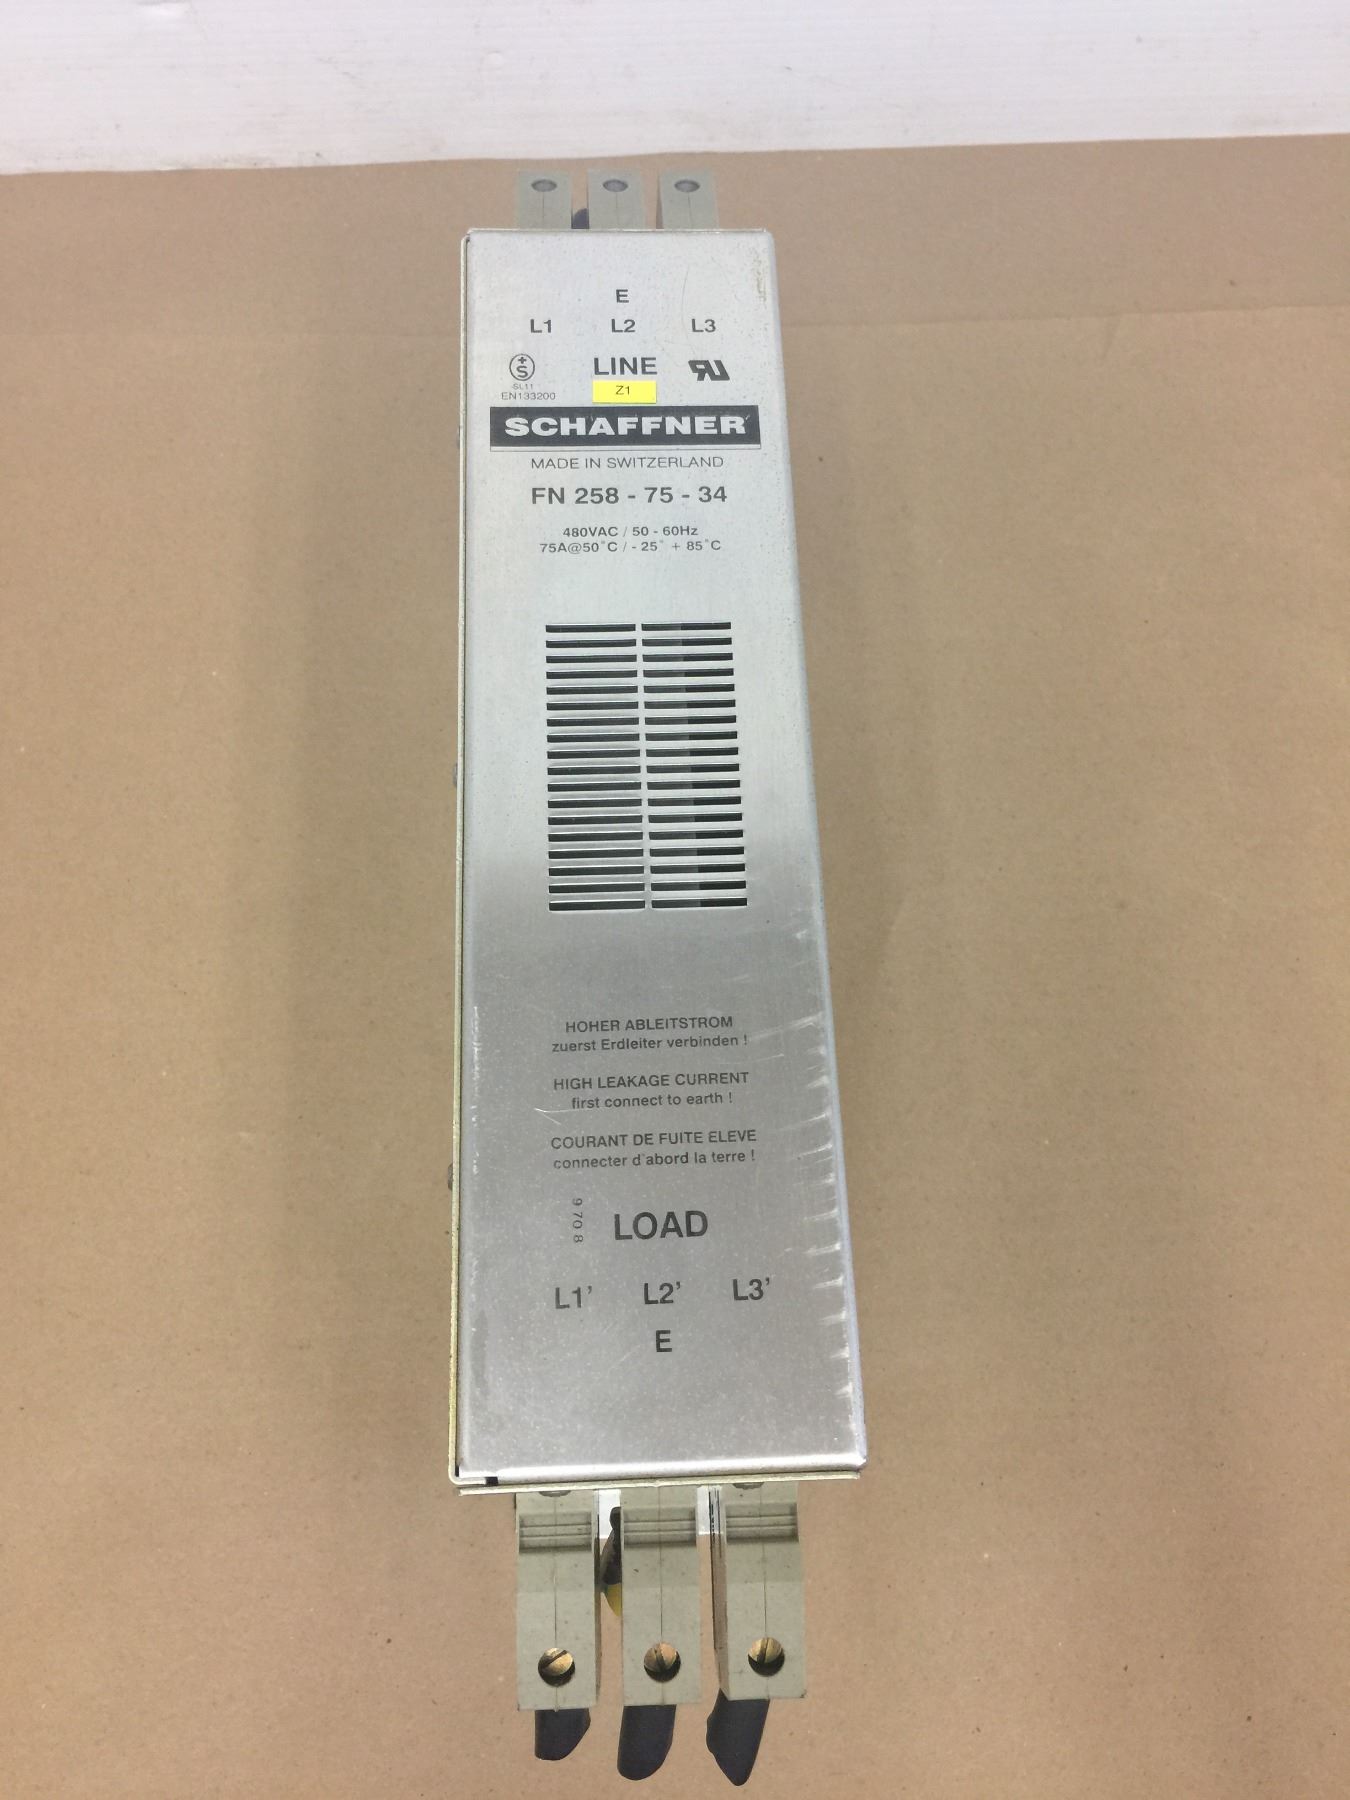 E
L1 L2 L3
LINE
S
SL11
EN133200
Z1
SCHAFFNER
MADE IN SWITZERLAND
FN 258 - 75 - 34
480VAC / 50 - 60Hz
75A@50°C / - 25° + 85°C
HOHER ABLEITSTROM
zuerst Erdleiter verbinden !
HIGH LEAKAGE CURRENT
first connect to earth !
COURANT DE FUITE ELEVE
connecter d'abord la terre !
9708
LOAD
L1' L2' L3'
E